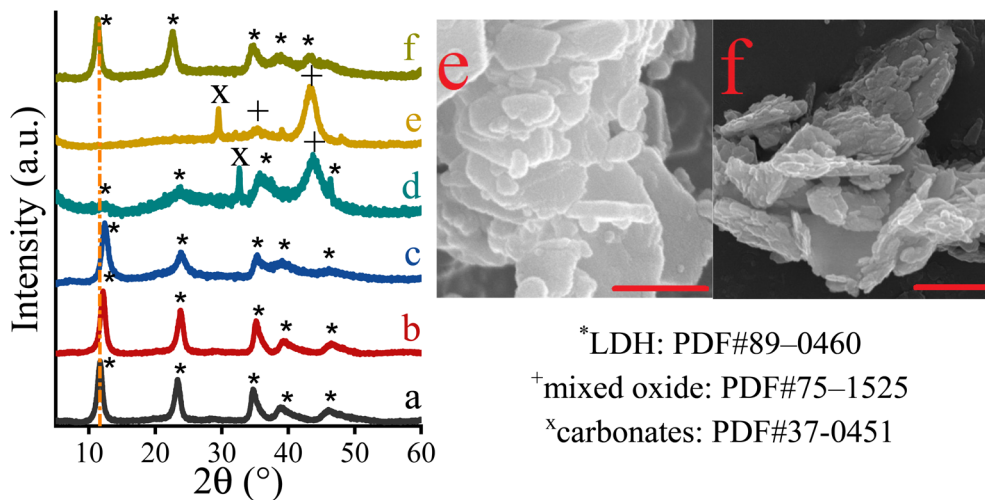 Intensity (a.u.)
* * * * * f
+
x + e
+
x
* * * * d
* * * * * c
* * * * * b
* * * * * a
10 20 30 40 50 60
2θ (°)
e
f
*LDH: PDF#89–0460
+mixed oxide: PDF#75–1525
xcarbonates: PDF#37-0451